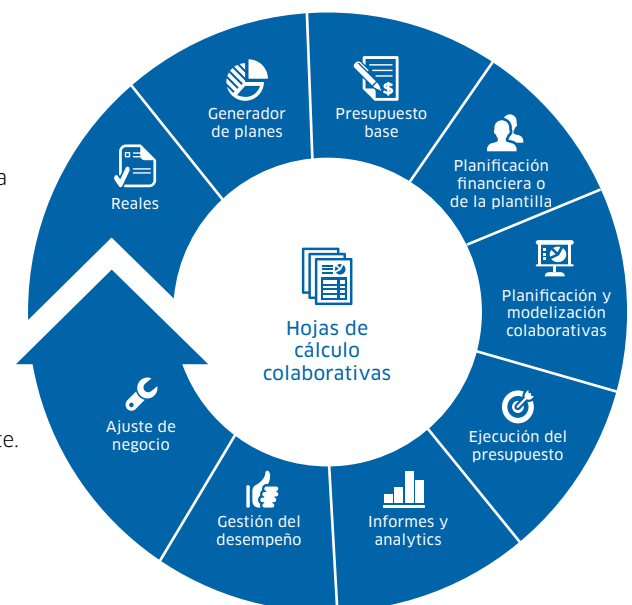 Generador
de planes
Presupuesto
base
Planificación
financiera o
de la plantilla
Planificación y
modelización
colaborativas
Ejecución del
presupuesto
Informes y
analytics
Gestión del
desempeño
Ajuste de
negocio
Reales
Hojas de
cálculo
colaborativas
a
te.